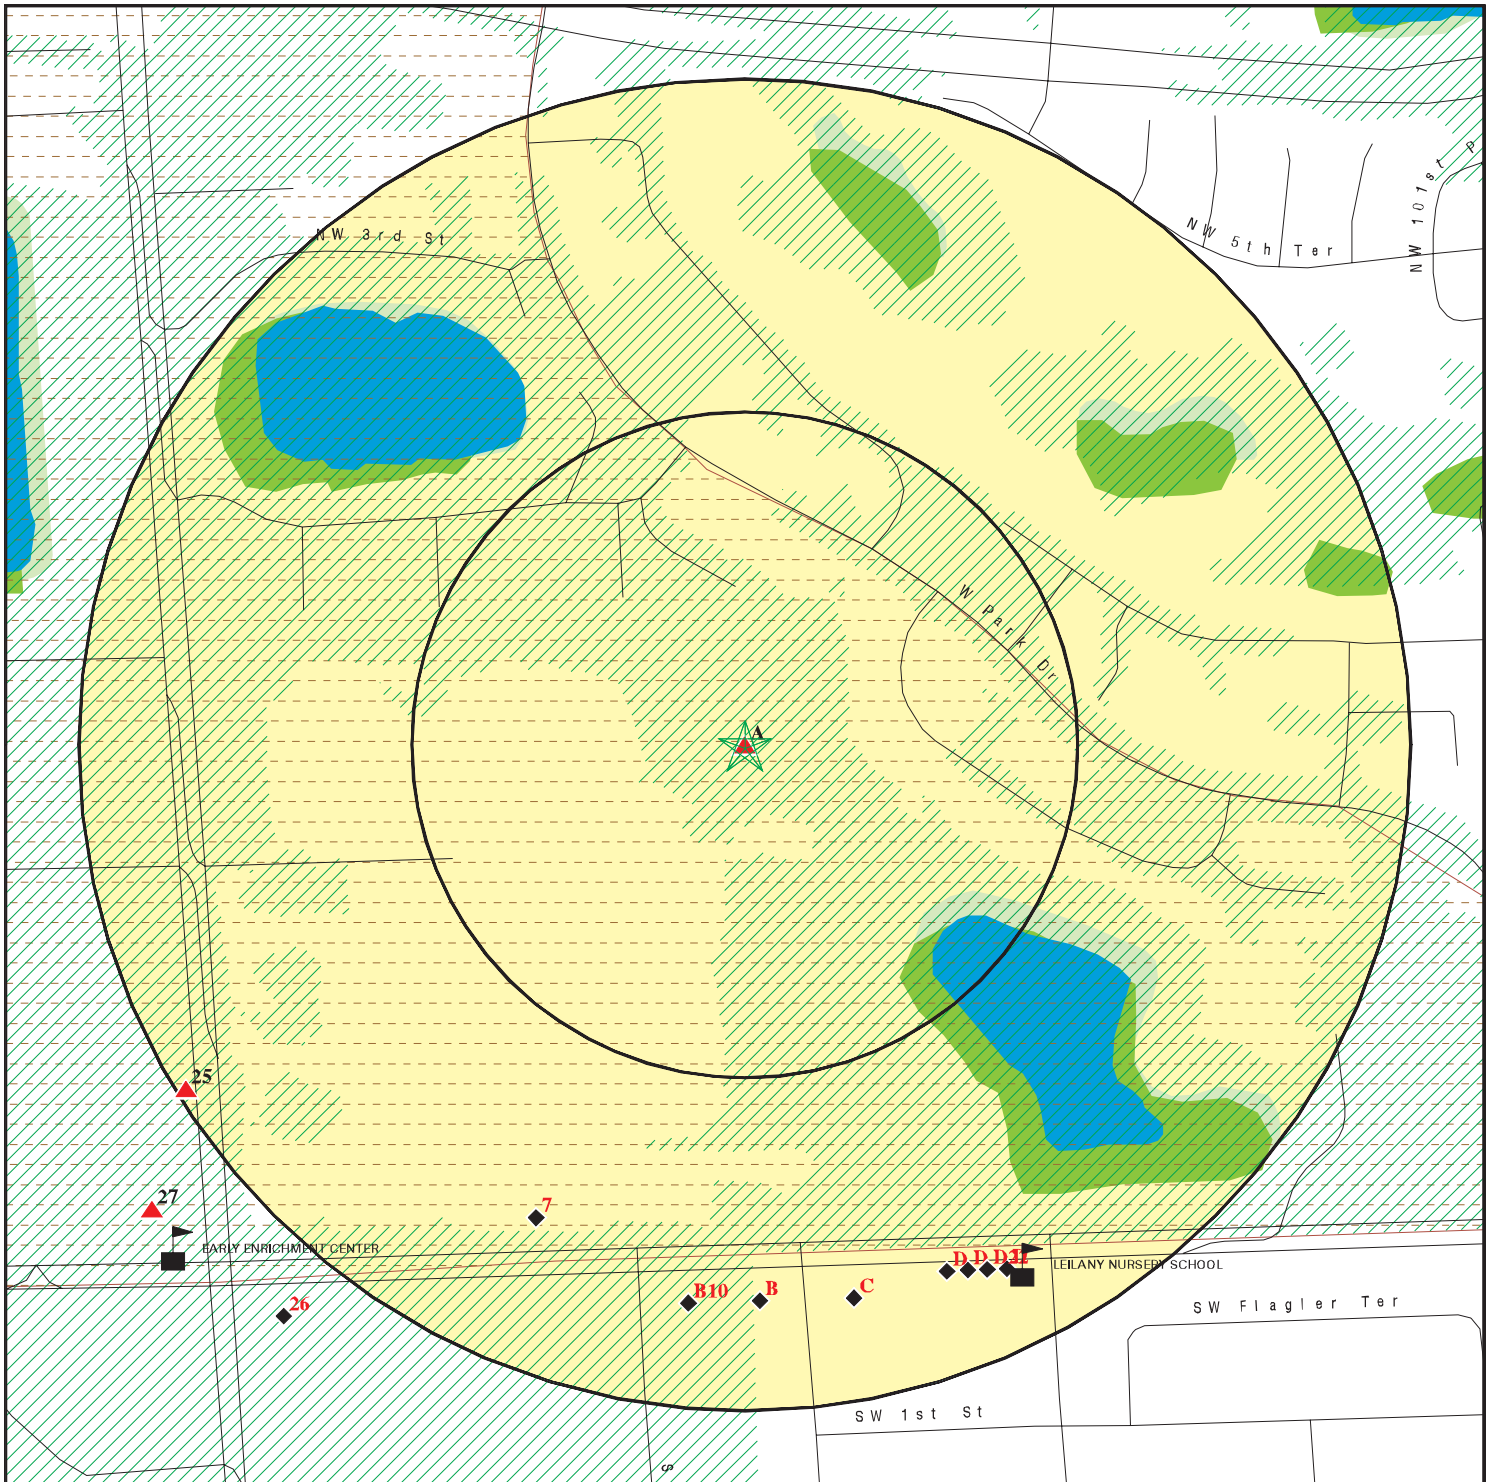 NW 3rd St
NW 5th Ter
NW 101st P
W Park Dr
A
25
27
EARLY ENRICHMENT CENTER
26
7
B10
B
C
D
D
D
LEILANY NURSERY SCHOOL
SW Flagler Ter
SW 1st St
S